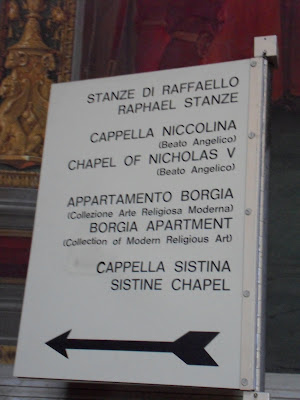 STANZE DI RAFFAELLO
RAPHAEL STANZE
CAPPELLA NICCOLINA
(Beato Angelico)
CHAPEL OF NICHOLAS V
(Beato Angelico)
APPARTAMENTO BORGIA
(Collezione Arte Religiosa Moderna)
BORGIA APARTMENT
(Collection of Modern Religious Art)
CAPPELLA SISTINA
SISTINE CHAPEL